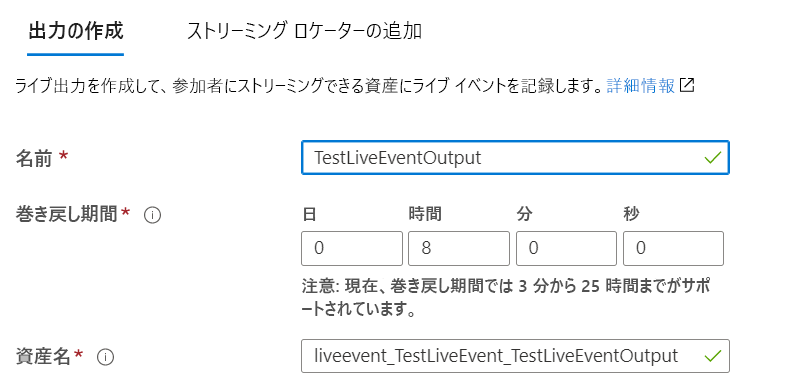 出力の作成 ストリーミング ロケーターの追加
ライブ出力を作成して、参加者にストリーミングできる資産にライブ イベントを記録します。詳細情報
名前 * TestLiveEventOutput
巻き戻し期間 * 日 時間 分 秒
0 8 0 0
注意: 現在、巻き戻し期間では 3 分から 25 時間までがサポ
ートされています。
資産名 * liveevent_TestLiveEvent_TestLiveEventOutput